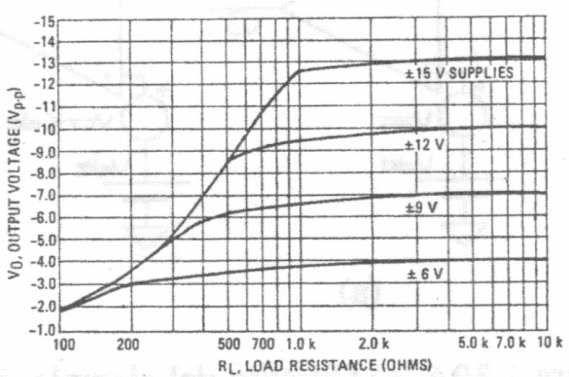 -15
-14
-13
-12
-11
-10
-9.0
-8.0
-7.0
-6.0
-5.0
-4.0
-3.0
-2.0
-1.0
VO, OUTPUT VOLTAGE (Vp-p)
±15 V SUPPLIES
±12 V
±9 V
± 6 V
100 200 500 700 1.0 k 2.0 k 5.0 k 7.0 k 10 k
RL, LOAD RESISTANCE (OHMS)